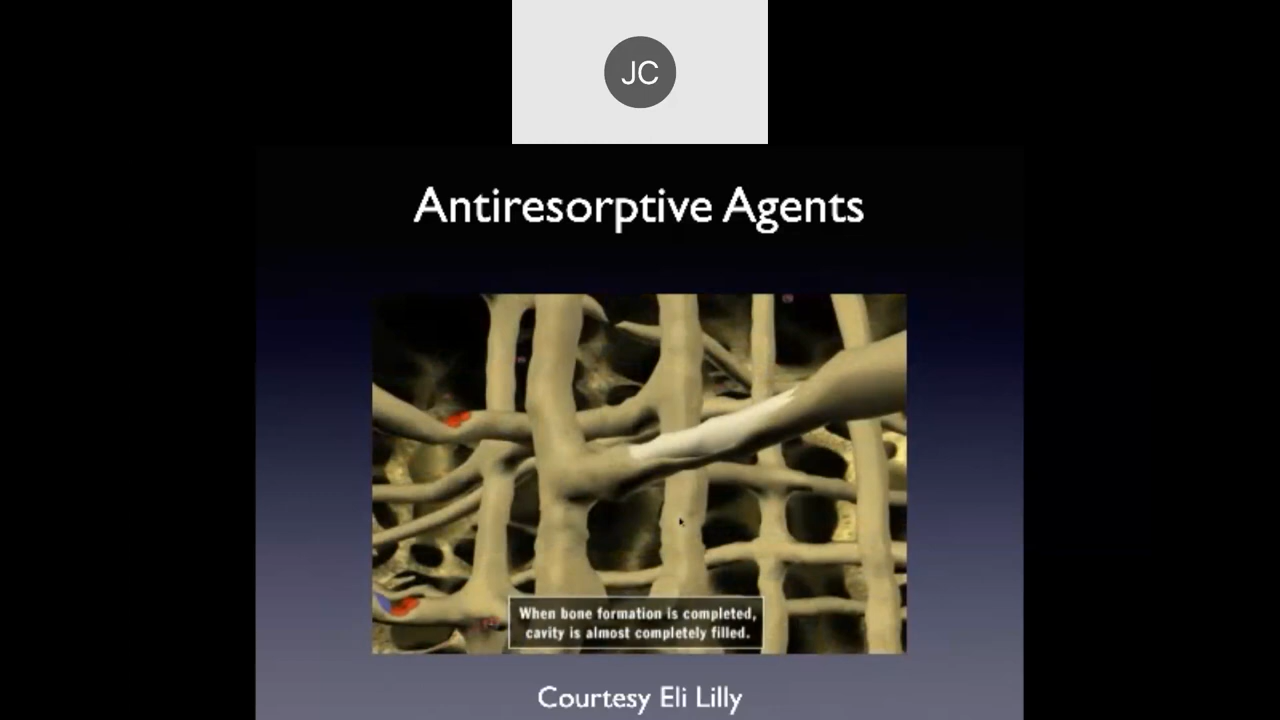 JC
Antiresorptive Agents
When bone formation is completed,
cavity is almost completely filled.
Courtesy Eli Lilly